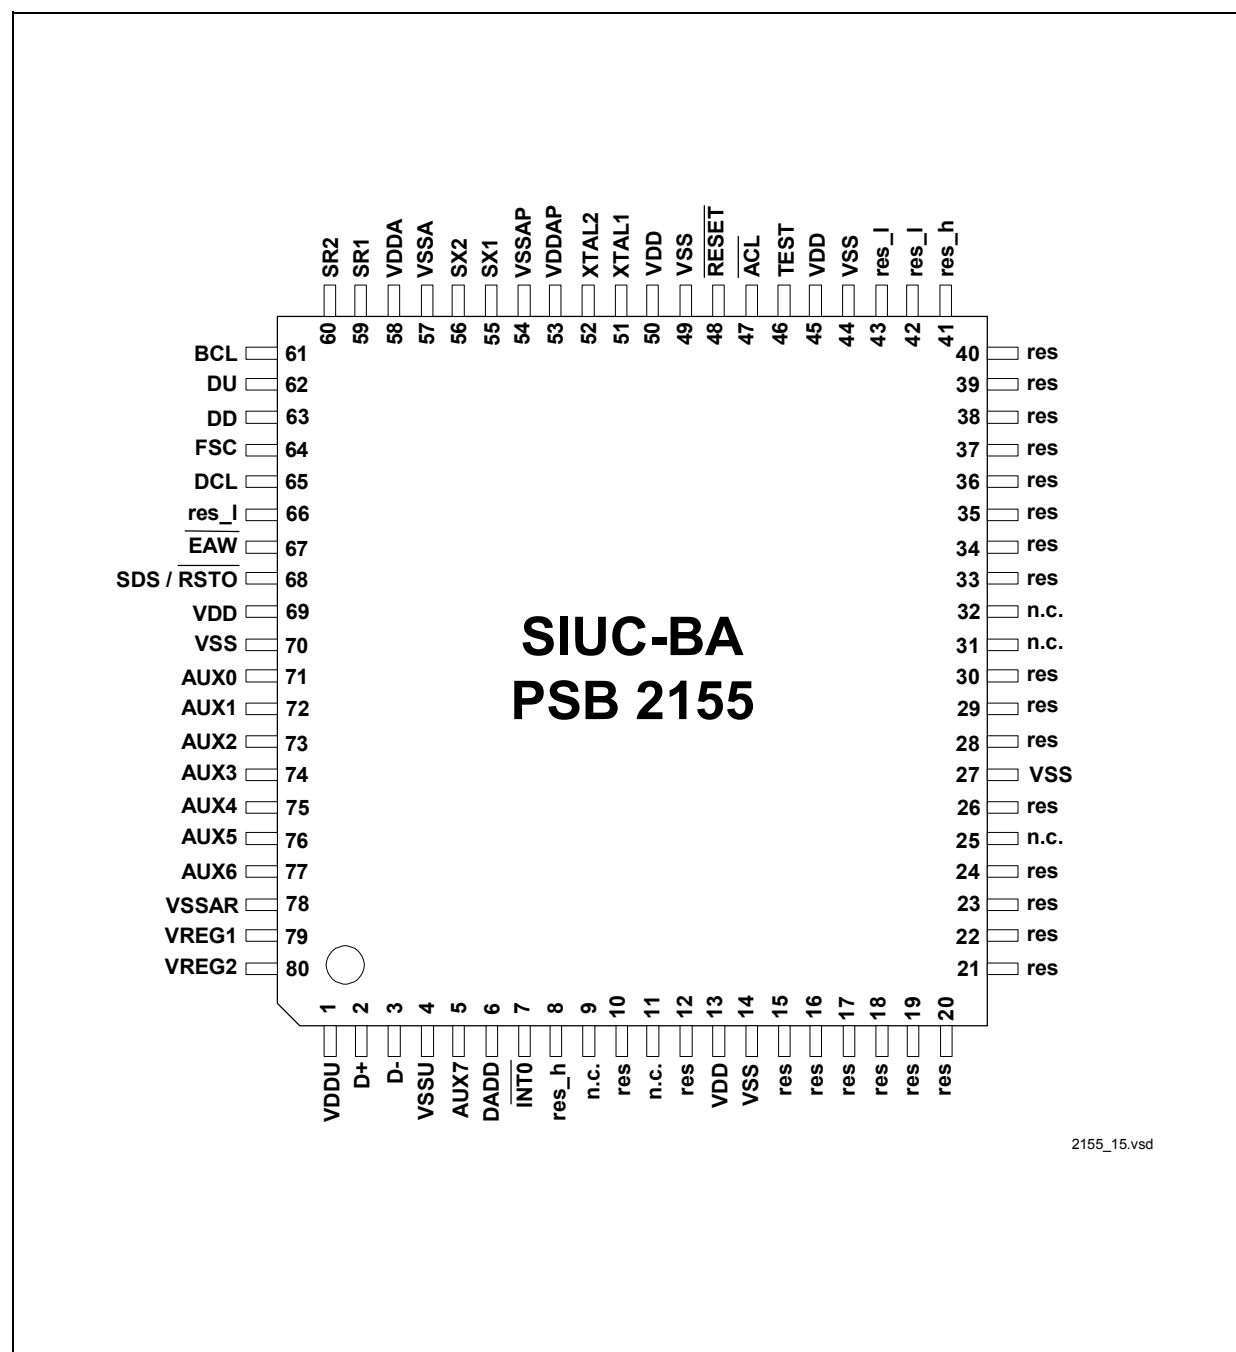 SR2 SR1 VDDA VSSA SX2 SX1 VSSAP VDDAP XTAL2 XTAL1 VDD VSS RESET ACL TEST VDD VSS res_l res_l res_h
60 59 58 57 56 55 54 53 52 51 50 49 48 47 46 45 44 43 42 41
BCL 61 40 res
DU 62 39 res
DD 63 38 res
FSC 64 37 res
DCL 65 36 res
res_l 66 35 res
EAW 67 34 res
SDS / RSTO 68 33 res
VDD 69 32 n.c.
VSS 70 31 n.c.
AUX0 71 30 res
AUX1 72 29 res
AUX2 73 28 res
AUX3 74 27 VSS
AUX4 75 26 res
AUX5 76 25 n.c.
AUX6 77 24 res
VSSAR 78 23 res
VREG1 79 22 res
VREG2 80 21 res
SIUC-BA
PSB 2155
1 2 3 4 5 6 7 8 9 10 11 12 13 14 15 16 17 18 19 20
VDDU D+ D- VSSU AUX7 DADD INT0 res_h n.c. res n.c. res VDD VSS res res res res res res
2155_15.vsd